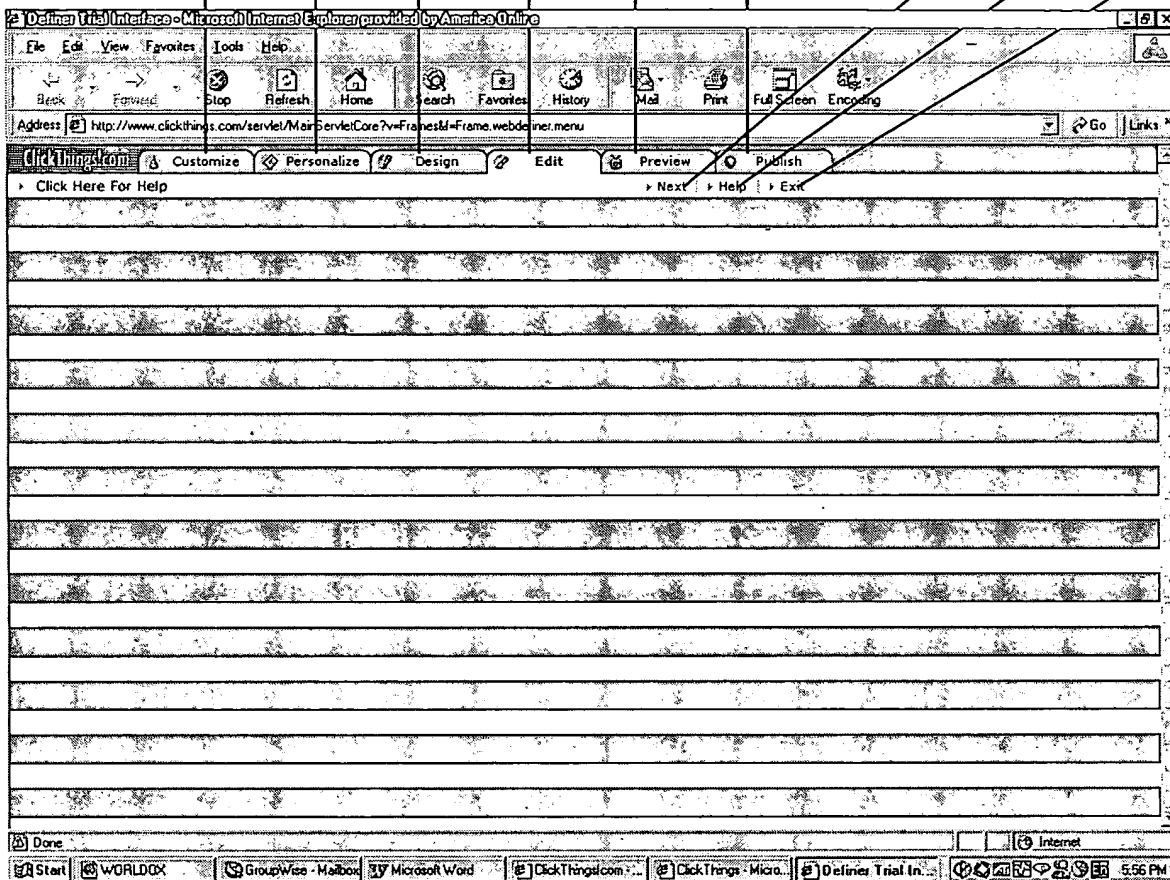 Definer Trial Interface - Microsoft Internet Explorer provided by America Online
File Edit View Favorites Tools Help
Back Forward Stop Refresh Home Search Favorites History Mail Print Full Screen Encoding
Address http://www.clickthings.com/servlet/MainServletCore?v=Frames&l=Frame.webdefiner.menu Go Links »
ClickThings!com Customize Personalize Design Edit Preview Publish
Click Here For Help Next Help Exit
Done Internet
Start WORLDOX GroupWise - Mailbox Microsoft Word ClickThings!com - ... ClickThings - Micro... Definer Trial In... 5:56 PM